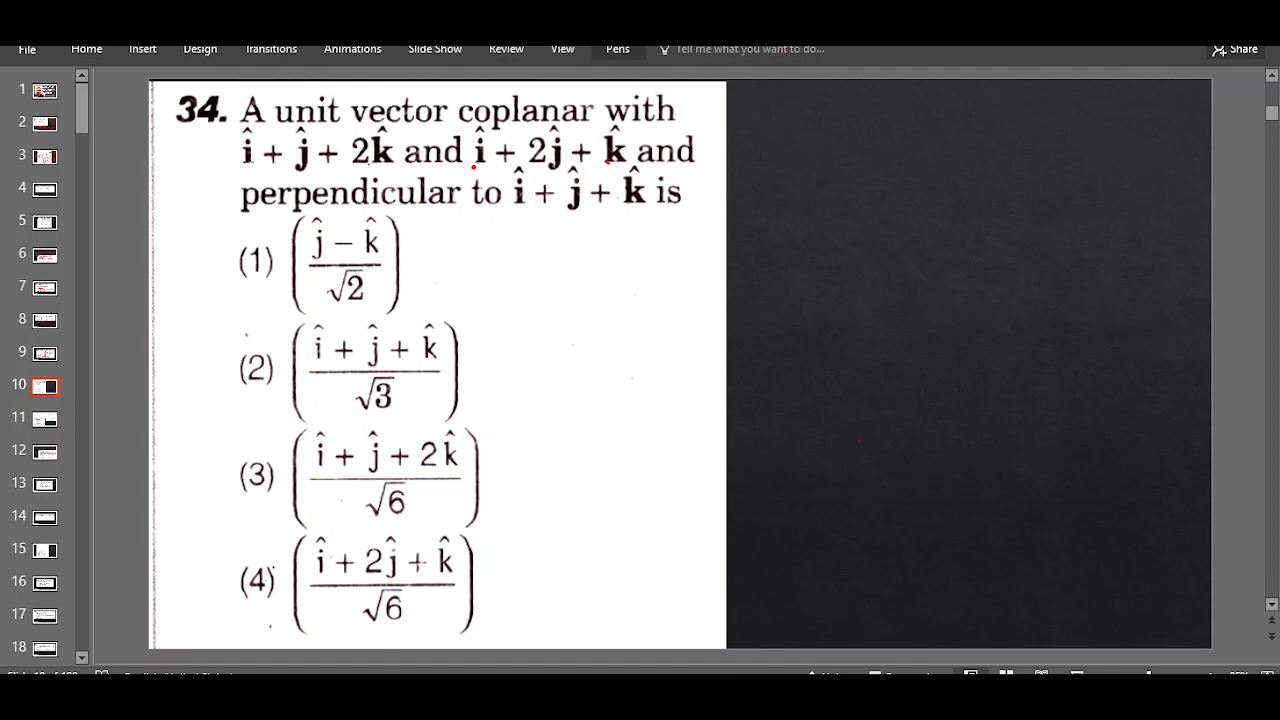 File Home Insert Design Transitions Animations Slide Show Review View Pens Tell me what you want to do... Share
1
2
3
4
5
6
7
8
9
10
11
12
13
14
15
16
17
18
34. A unit vector coplanar with
î + ĵ + 2k̂ and î + 2ĵ + k̂ and
perpendicular to î + ĵ + k̂ is
(1) (ĵ − k̂ / √2)
(2) (î + ĵ + k̂ / √3)
(3) (î + ĵ + 2k̂ / √6)
(4) (î + 2ĵ + k̂ / √6)